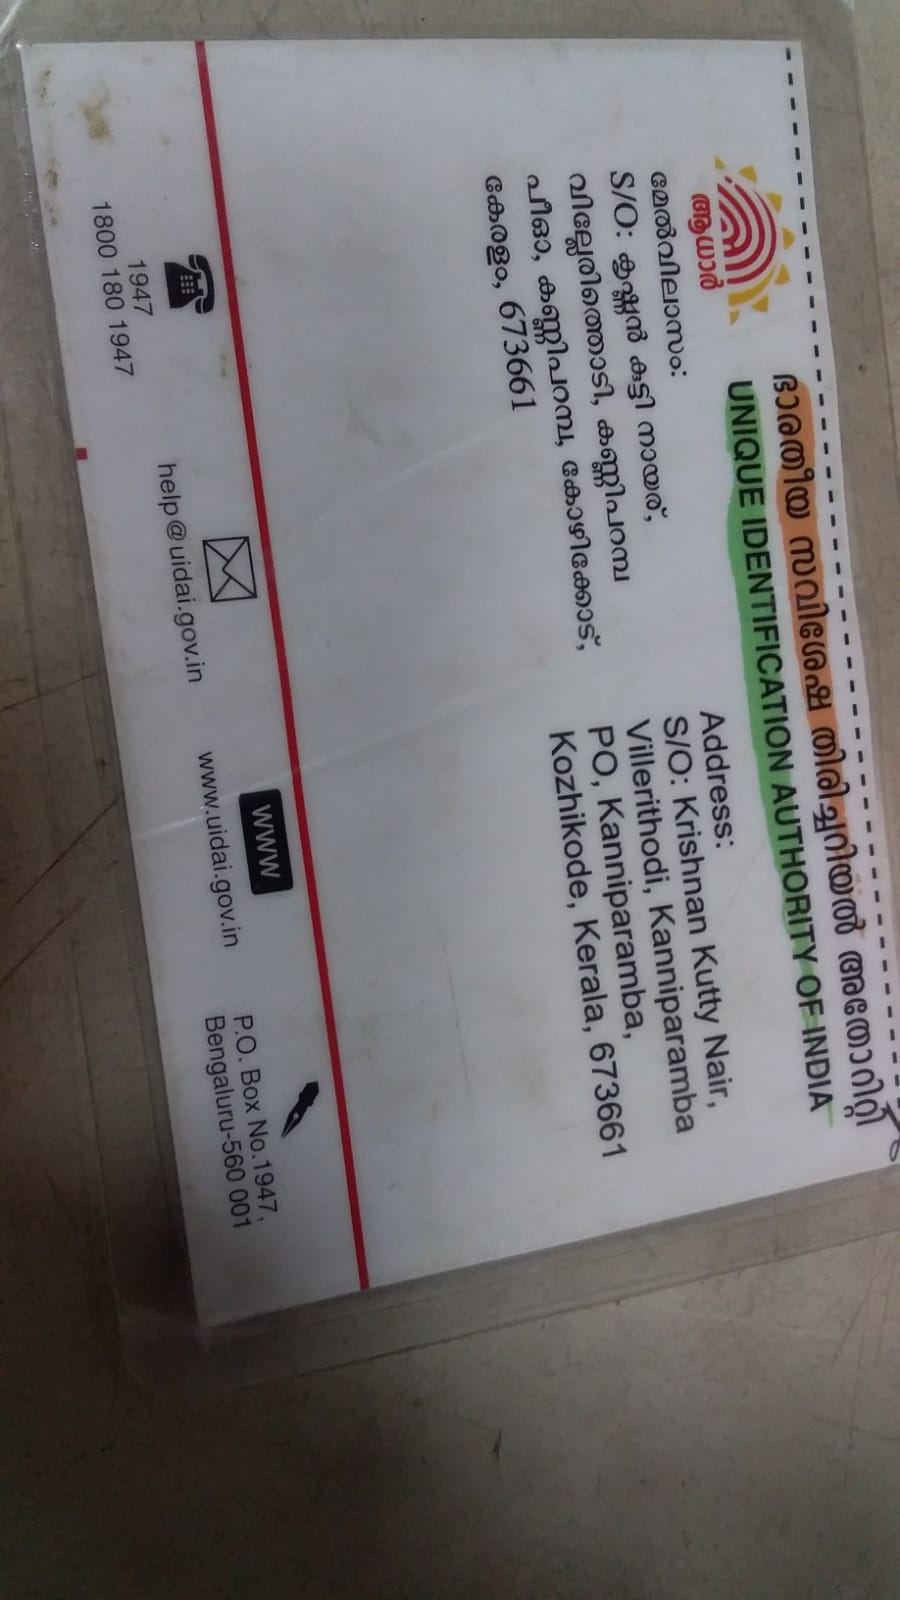 ഭാരതീയ സവിശേഷ തിരിച്ചറിയൽ അതോറിറ്റി
UNIQUE IDENTIFICATION AUTHORITY OF INDIA
ആധാർ
മേൽവിലാസം:
S/O: കൃഷ്ണൻ കുട്ടി നായര്,
വില്ലേരിത്തൊടി, കണ്ണിപറമ്പ
പീഓ, കണ്ണിപറമ്പ, കോഴിക്കോട്,
കേരളം, 673661
Address:
S/O: Krishnan Kutty Nair,
Villerithodi, Kanniparamba
PO, Kanniparamba,
Kozhikode, Kerala, 673661
1947
1800 180 1947
help@uidai.gov.in
WWW
www.uidai.gov.in
P.O. Box No.1947,
Bengaluru-560 001